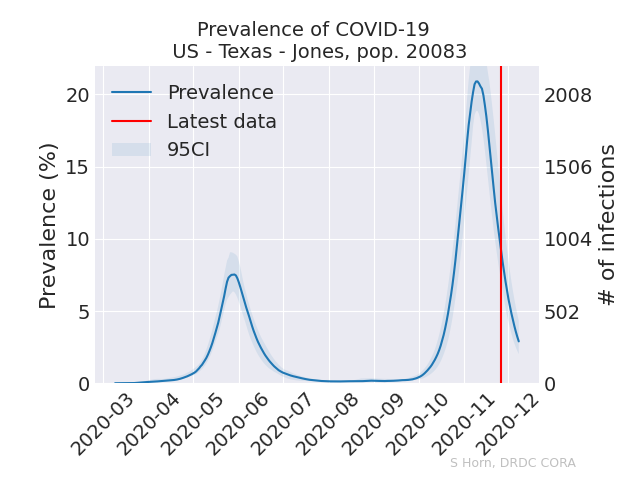 Prevalence of COVID-19
US - Texas - Jones, pop. 20083
Prevalence
Latest data
95CI
Prevalence (%)
20
15
10
5
0
2008
1506
1004
502
0
# of infections
2020-03
2020-04
2020-05
2020-06
2020-07
2020-08
2020-09
2020-10
2020-11
2020-12
S Horn, DRDC CORA